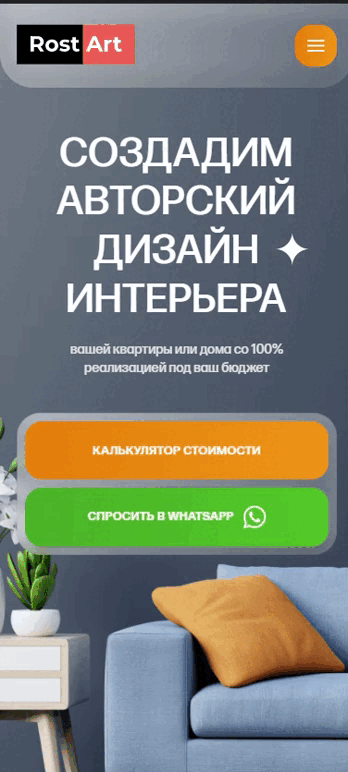 Rost Art
СОЗДАДИМ
АВТОРСКИЙ
ДИЗАЙН
ИНТЕРЬЕРА
вашей квартиры или дома со 100%
реализацией под ваш бюджет
КАЛЬКУЛЯТОР СТОИМОСТИ
СПРОСИТЬ В WHATSAPP